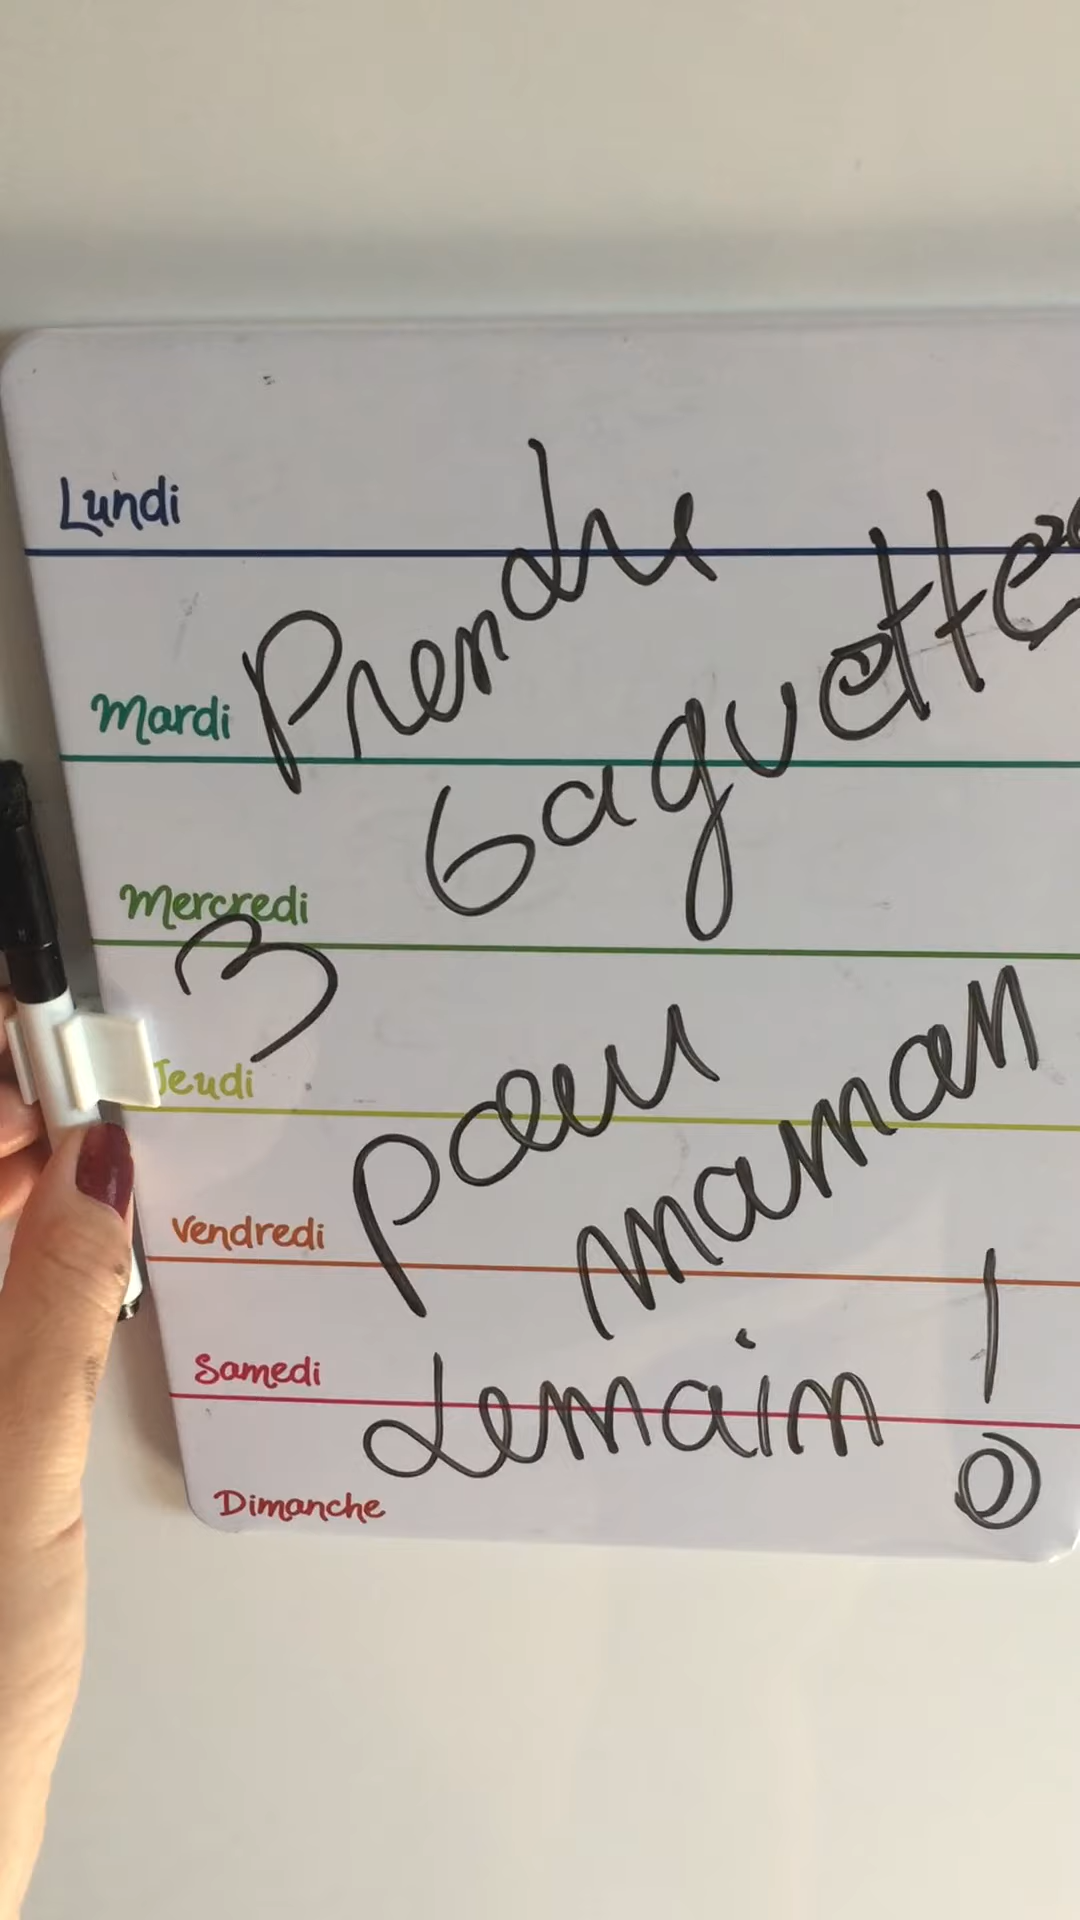 Lundi
Prendre
Mardi
baguettes
Mercredi
3
Jeudi
pour
maman
Vendredi
Samedi
demain !
Dimanche